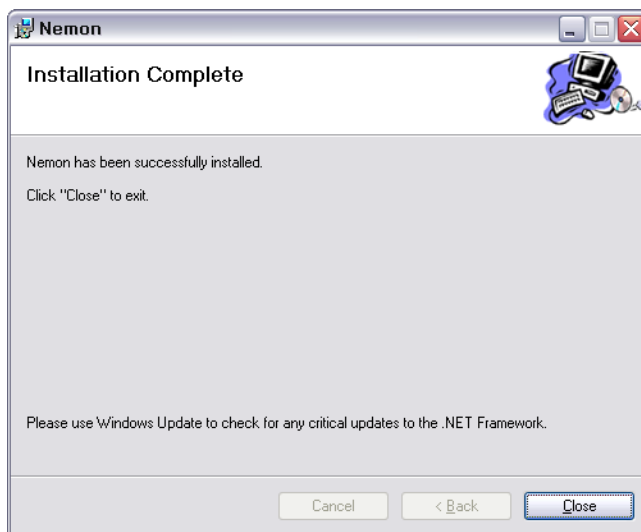 Nemon
Installation Complete
Nemon has been successfully installed.
Click "Close" to exit.
Please use Windows Update to check for any critical updates to the .NET Framework.
Cancel
< Back
Close